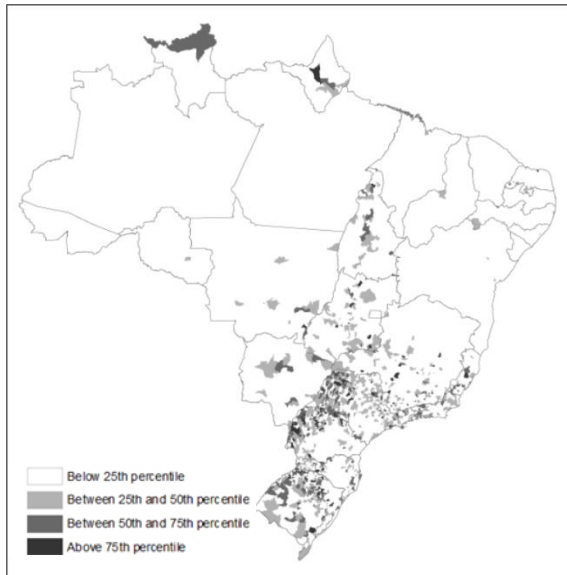 Below 25th percentile
Between 25th and 50th percentile
Between 50th and 75th percentile
Above 75th percentile